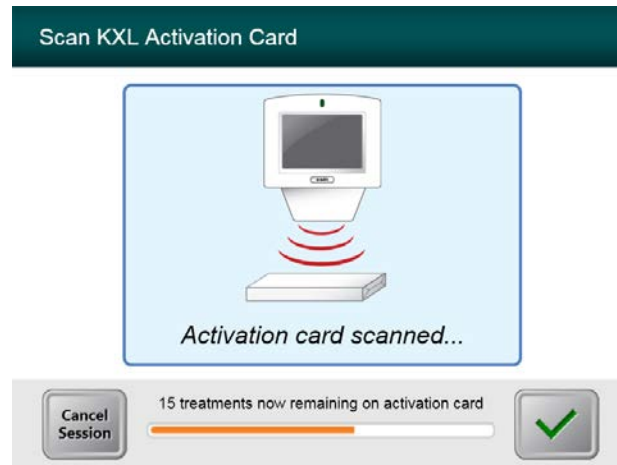 Scan KXL Activation Card
Activation card scanned...
15 treatments now remaining on activation card
Cancel
Session